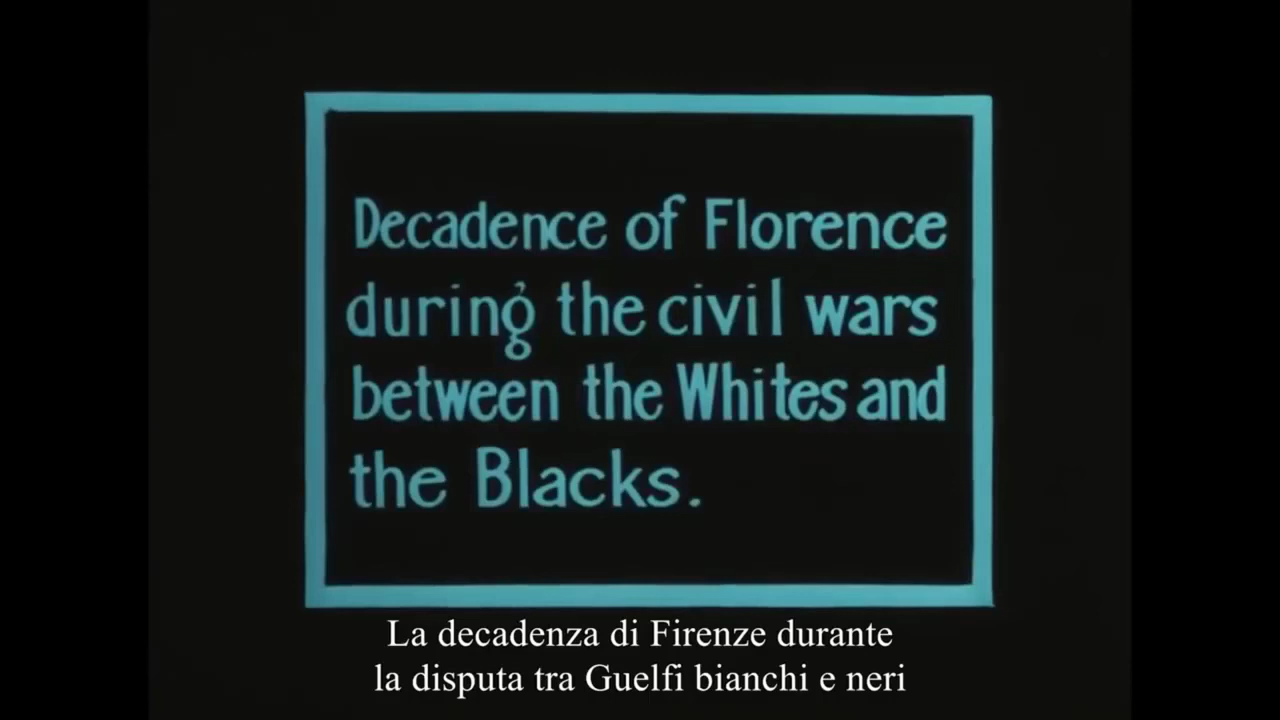 Decadence of Florence
during the civil wars
between the Whites and
the Blacks.
La decadenza di Firenze durante
la disputa tra Guelfi bianchi e neri